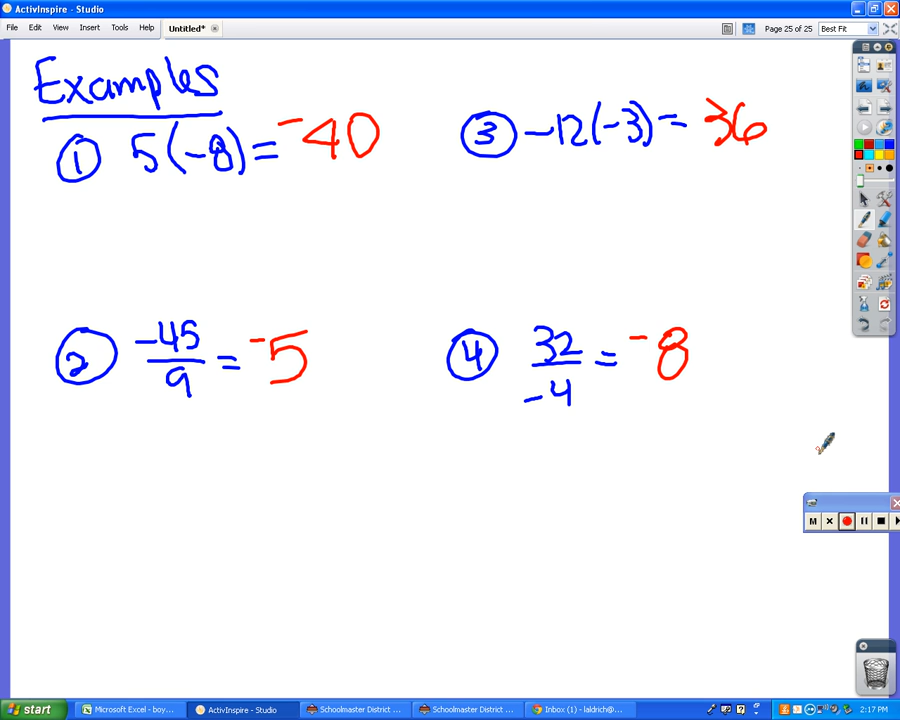 ActivInspire - Studio
File Edit View Insert Tools Help Untitled* Page 25 of 25 Best Fit
Examples
① 5(-8) = -40
③ -12(-3) = 36
② -45/9 = -5
④ 32/-4 = -8
M
start Microsoft Excel - boy... ActivInspire - Studio Schoolmaster District ... Schoolmaster District ... Inbox (1) - laldrich@... 2:17 PM